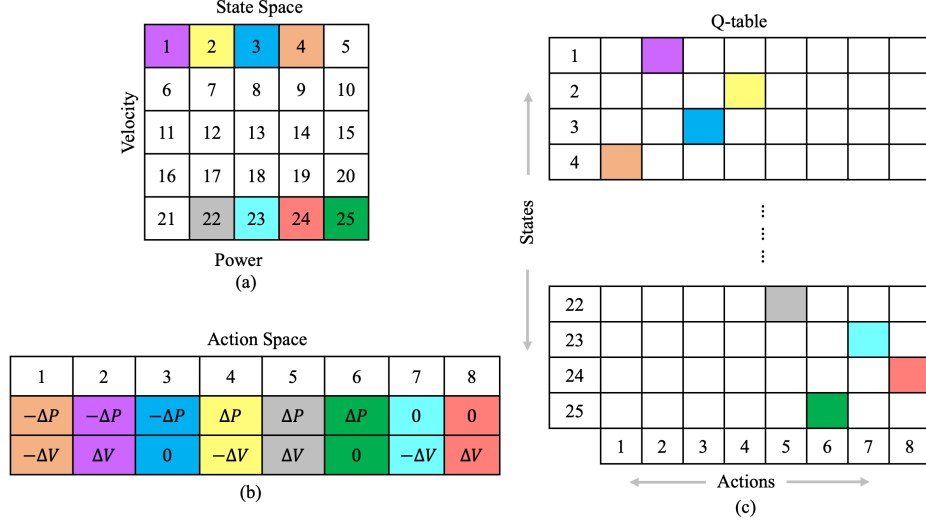 State Space
1 2 3 4 5
6 7 8 9 10
11 12 13 14 15
16 17 18 19 20
21 22 23 24 25
Velocity
Power
(a)
Action Space
1 2 3 4 5 6 7 8
−ΔP −ΔP −ΔP ΔP ΔP ΔP 0 0
−ΔV ΔV 0 −ΔV ΔV 0 −ΔV ΔV
(b)
Q-table
1
2
3
4
States
22
23
24
25
1 2 3 4 5 6 7 8
Actions
(c)